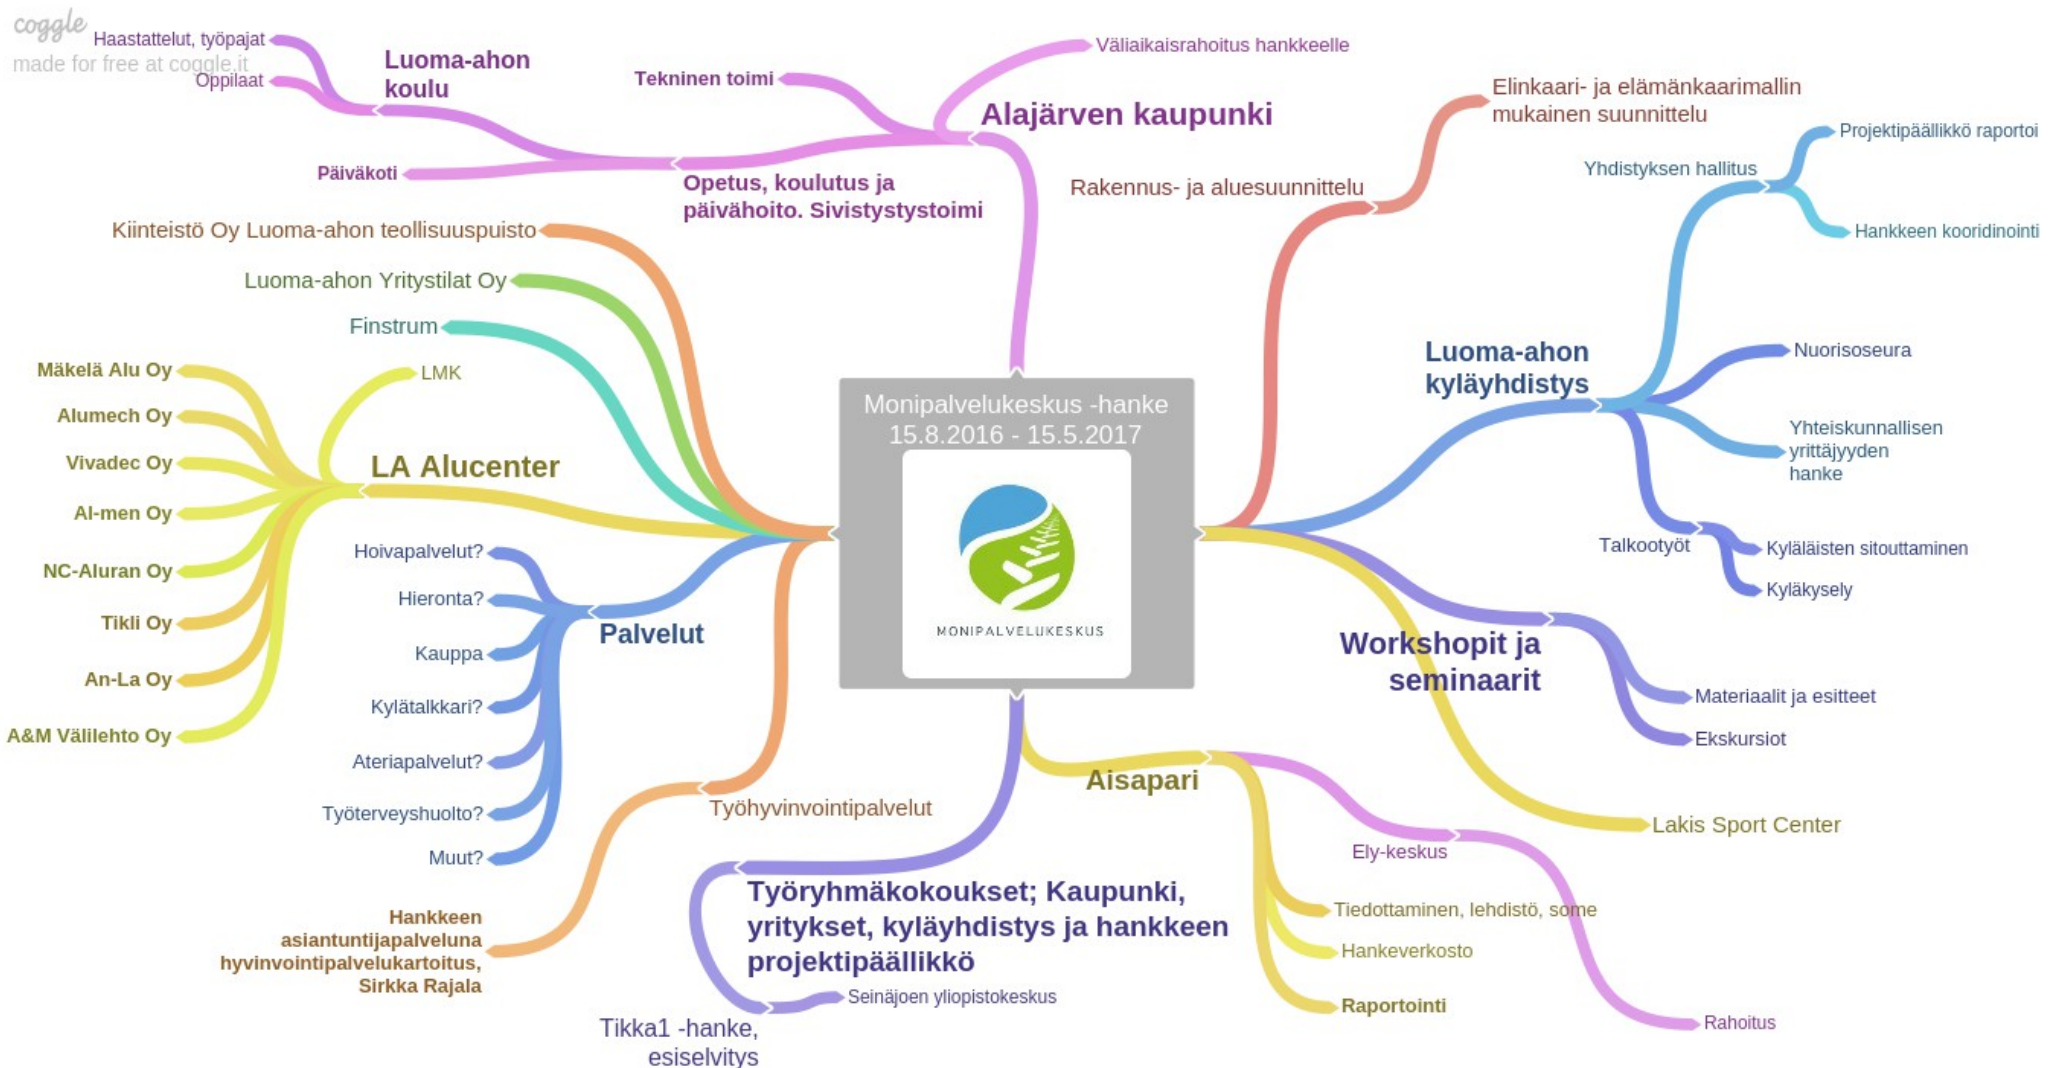 coggle
made for free at coggle.it
Haastattelut, työpajat
Oppilaat
Luoma-ahon
koulu
Päiväkoti
Tekninen toimi
Väliaikaisrahoitus hankkeelle
Alajärven kaupunki
Opetus, koulutus ja
päivähoito. Sivistystystoimi
Kiinteistö Oy Luoma-ahon teollisuuspuisto
Luoma-ahon Yritystilat Oy
Finstrum
LMK
LA Alucenter
Mäkelä Alu Oy
Alumech Oy
Vivadec Oy
Al-men Oy
NC-Aluran Oy
Tikli Oy
An-La Oy
A&M Välilehto Oy
Hoivapalvelut?
Hieronta?
Kauppa
Kylätalkkari?
Ateriapalvelut?
Työterveyshuolto?
Muut?
Palvelut
Työhyvinvointipalvelut
Hankkeen
asiantuntijapalveluna
hyvinvointipalvelukartoitus,
Sirkka Rajala
Monipalvelukeskus -hanke
15.8.2016 - 15.5.2017
MONIPALVELUKESKUS
Rakennus- ja aluesuunnittelu
Elinkaari- ja elämänkaarimallin
mukainen suunnittelu
Luoma-ahon
kyläyhdistys
Yhdistyksen hallitus
Projektipäällikkö raportoi
Hankkeen kooridinointi
Nuorisoseura
Yhteiskunnallisen
yrittäjyyden
hanke
Talkootyöt
Kyläläisten sitouttaminen
Kyläkysely
Workshopit ja
seminaarit
Materiaalit ja esitteet
Ekskursiot
Lakis Sport Center
Aisapari
Ely-keskus
Rahoitus
Tiedottaminen, lehdistö, some
Hankeverkosto
Raportointi
Työryhmäkokoukset; Kaupunki,
yritykset, kyläyhdistys ja hankkeen
projektipäällikkö
Seinäjoen yliopistokeskus
Tikka1 -hanke,
esiselvitys